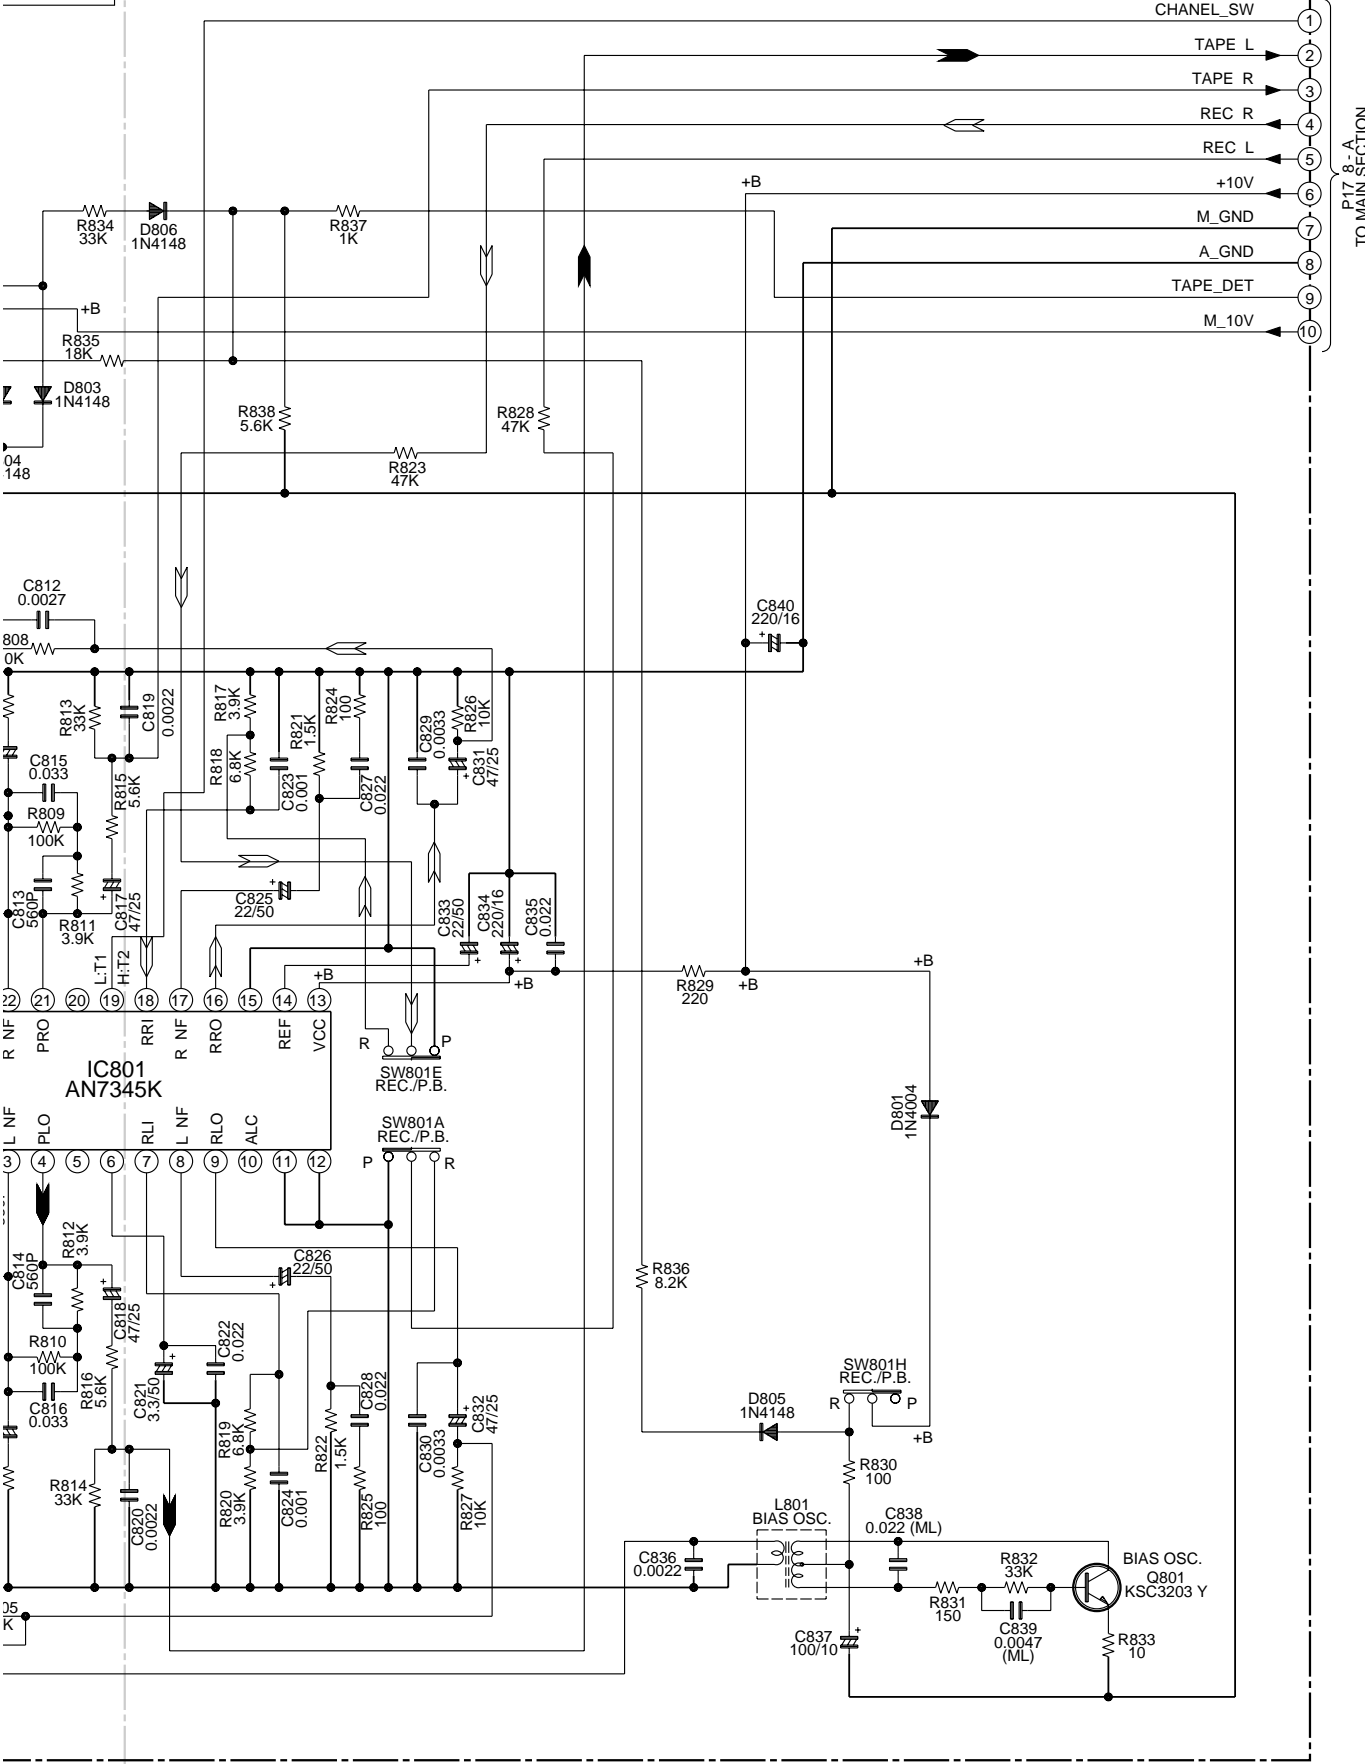 CHANEL_SW
1
TAPE L
2
TAPE R
3
REC R
4
REC L
5
+B
+10V
6
M_GND
7
A_GND
8
TAPE_DET
9
M_10V
10
P17 8 - A
TO MAIN SECTION
R834
33K
D806
1N4148
R837
1K
+B
R835
18K
D803
1N4148
04
148
R838
5.6K
R828
47K
R823
47K
C812
0.0027
808
0K
C840
220/16
R813
33K
C819
0.0022
R817
3.9K
R818
6.8K
C823
0.001
R821
1.5K
R824
100
C827
0.022
C829
0.0033
R826
10K
C831
47/25
C815
0.033
R809
100K
R815
5.6K
C813
560P
R811
3.9K
C817
47/25
C825
22/50
C833
22/50
C834
220/16
C835
0.022
L:T1
H:T2
+B
+B
R829
220
+B
+B
22
21
20
19
18
17
16
15
14
13
R NF
PRO
RRI
R NF
RRO
REF
VCC
R
P
SW801E
REC./P.B.
IC801
AN7345K
D801
1N4004
L NF
PLO
RLI
L NF
RLO
ALC
SW801A
REC./P.B.
P
R
3
4
5
6
7
8
9
10
11
12
C814
560P
R812
3.9K
C818
47/25
C826
22/50
R836
8.2K
R810
100K
C816
0.033
R816
5.6K
C821
3.3/50
C822
0.022
R819
6.8K
R822
1.5K
C828
0.022
C830
0.0033
C832
47/25
SW801H
REC./P.B.
R
P
D805
1N4148
+B
R814
33K
C820
0.0022
R820
3.9K
C824
0.001
R825
100
R827
10K
R830
100
L801
BIAS OSC.
C838
0.022 (ML)
C836
0.0022
R832
33K
BIAS OSC.
Q801
KSC3203 Y
R831
150
C839
0.0047
(ML)
C837
100/10
R833
10
05
K